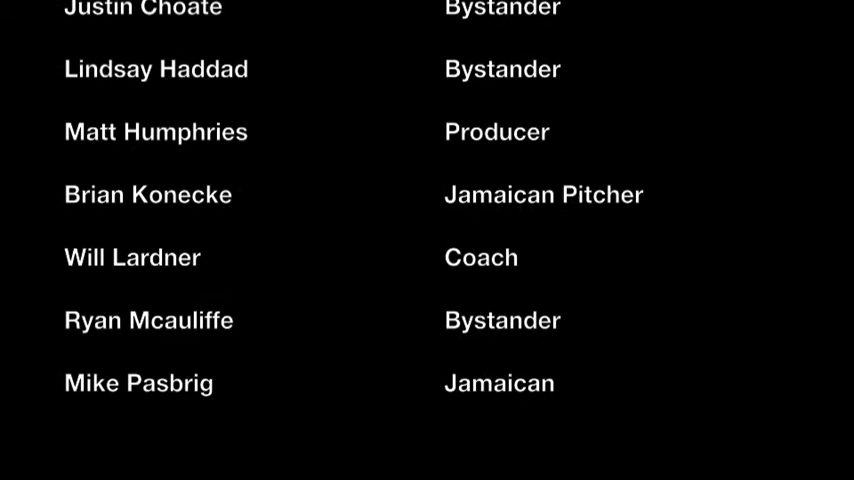 Justin Choate Bystander
Lindsay Haddad Bystander
Matt Humphries Producer
Brian Konecke Jamaican Pitcher
Will Lardner Coach
Ryan Mcauliffe Bystander
Mike Pasbrig Jamaican